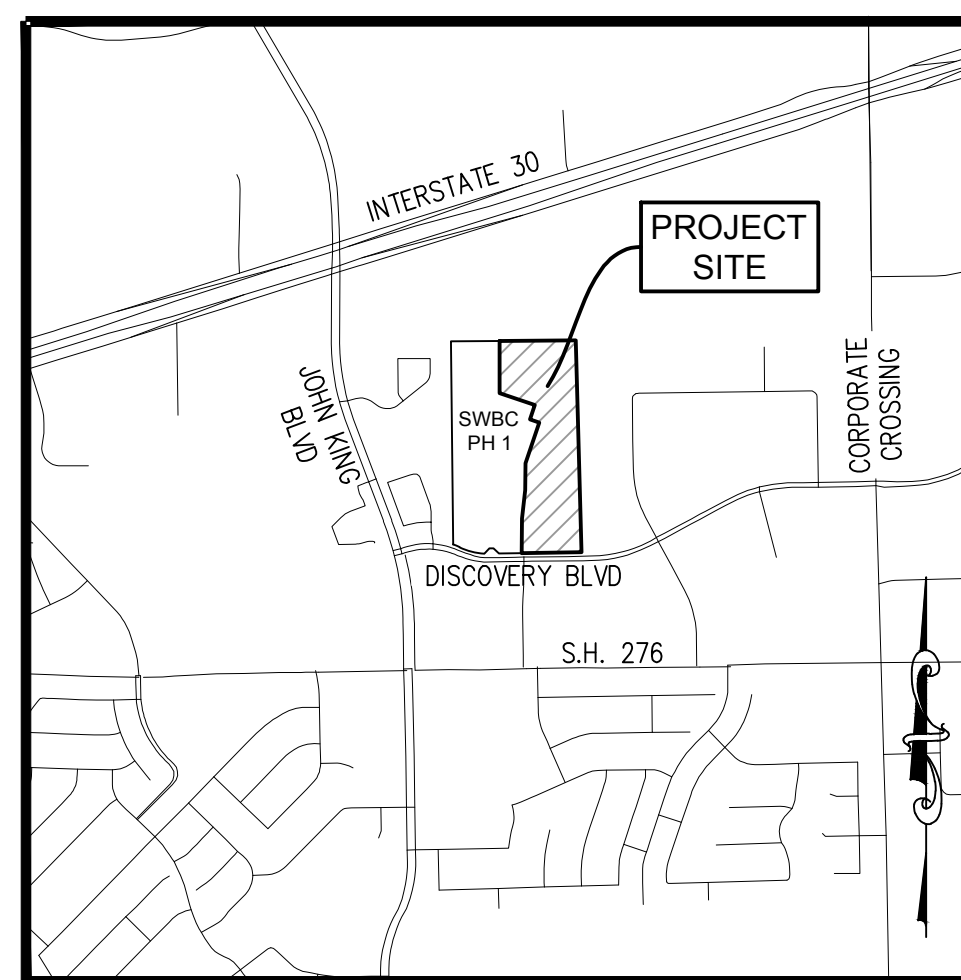 INTERSTATE 30
PROJECT
SITE
JOHN KING
BLVD
SWBC
PH 1
CORPORATE
CROSSING
DISCOVERY BLVD
S.H. 276